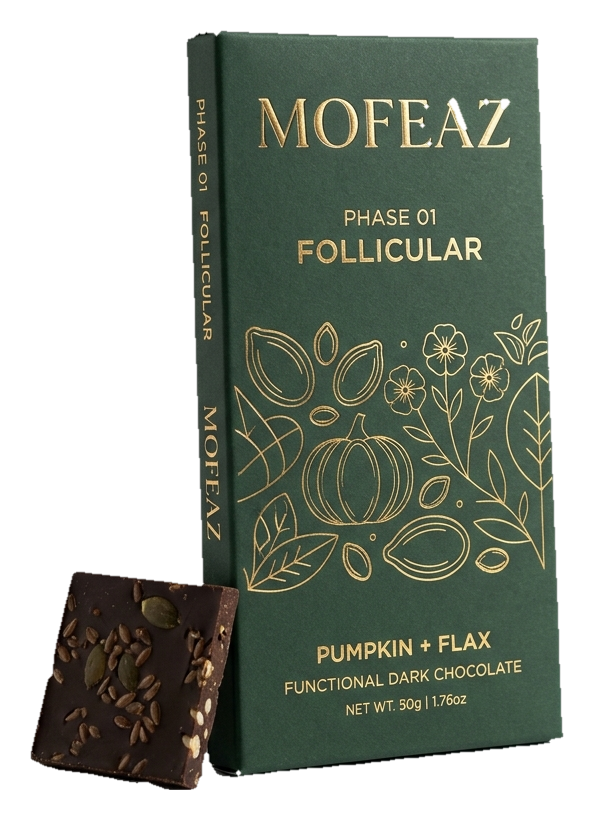 MOFEAZ
PHASE 01
FOLLICULAR
PUMPKIN + FLAX
FUNCTIONAL DARK CHOCOLATE
NET WT. 50g | 1.76oz
PHASE 01 FOLLICULAR MOFEAZ